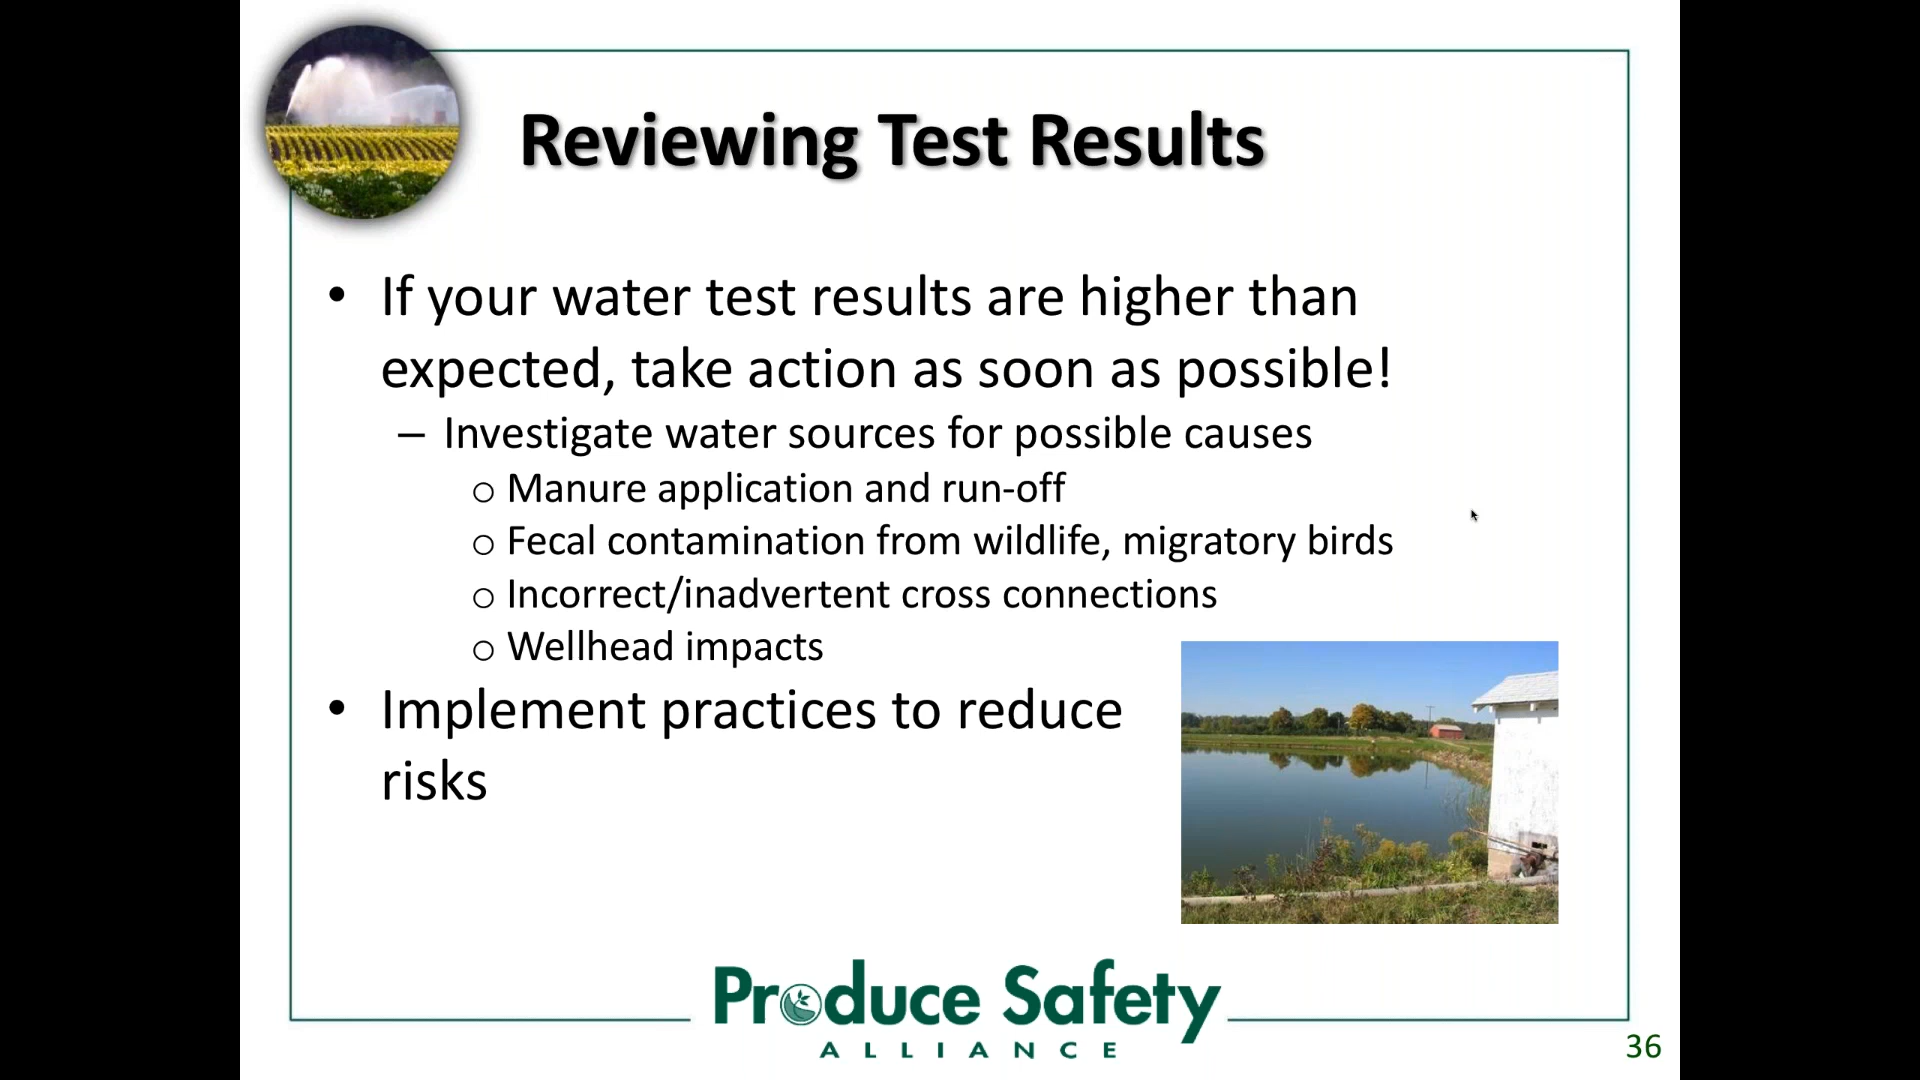 Reviewing Test Results
• If your water test results are higher than
expected, take action as soon as possible!
– Investigate water sources for possible causes
o Manure application and run-off
o Fecal contamination from wildlife, migratory birds
o Incorrect/inadvertent cross connections
o Wellhead impacts
• Implement practices to reduce
risks
Produce Safety
ALLIANCE
36